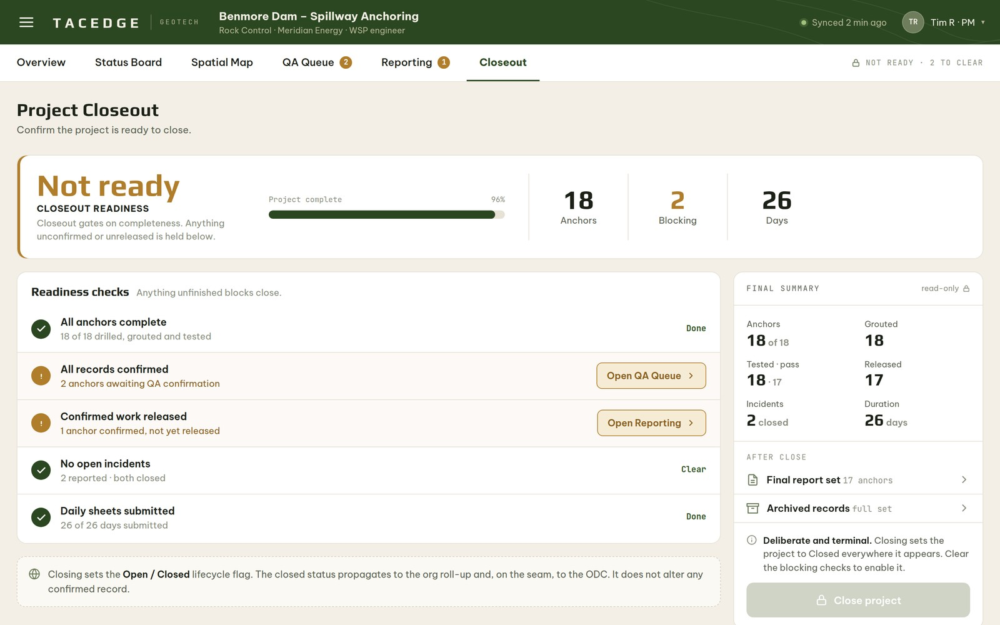 TACEDGE GEOTECH
Benmore Dam – Spillway Anchoring
Rock Control · Meridian Energy · WSP engineer
Synced 2 min ago
TR Tim R · PM
Overview Status Board Spatial Map QA Queue 2 Reporting 1 Closeout
NOT READY · 2 TO CLEAR
Project Closeout
Confirm the project is ready to close.
Not ready
CLOSEOUT READINESS
Closeout gates on completeness. Anything
unconfirmed or unreleased is held below.
Project complete 96%
18
Anchors
2
Blocking
26
Days
Readiness checks Anything unfinished blocks close.
All anchors complete
18 of 18 drilled, grouted and tested
Done
All records confirmed
2 anchors awaiting QA confirmation
Open QA Queue
Confirmed work released
1 anchor confirmed, not yet released
Open Reporting
No open incidents
2 reported · both closed
Clear
Daily sheets submitted
26 of 26 days submitted
Done
Closing sets the Open / Closed lifecycle flag. The closed status propagates to the org roll-up and, on the seam, to the ODC. It does not alter any
confirmed record.
FINAL SUMMARY read-only
Anchors Grouted
18 of 18 18
Tested · pass Released
18 · 17 17
Incidents Duration
2 closed 26 days
AFTER CLOSE
Final report set 17 anchors
Archived records full set
Deliberate and terminal. Closing sets the
project to Closed everywhere it appears. Clear
the blocking checks to enable it.
Close project